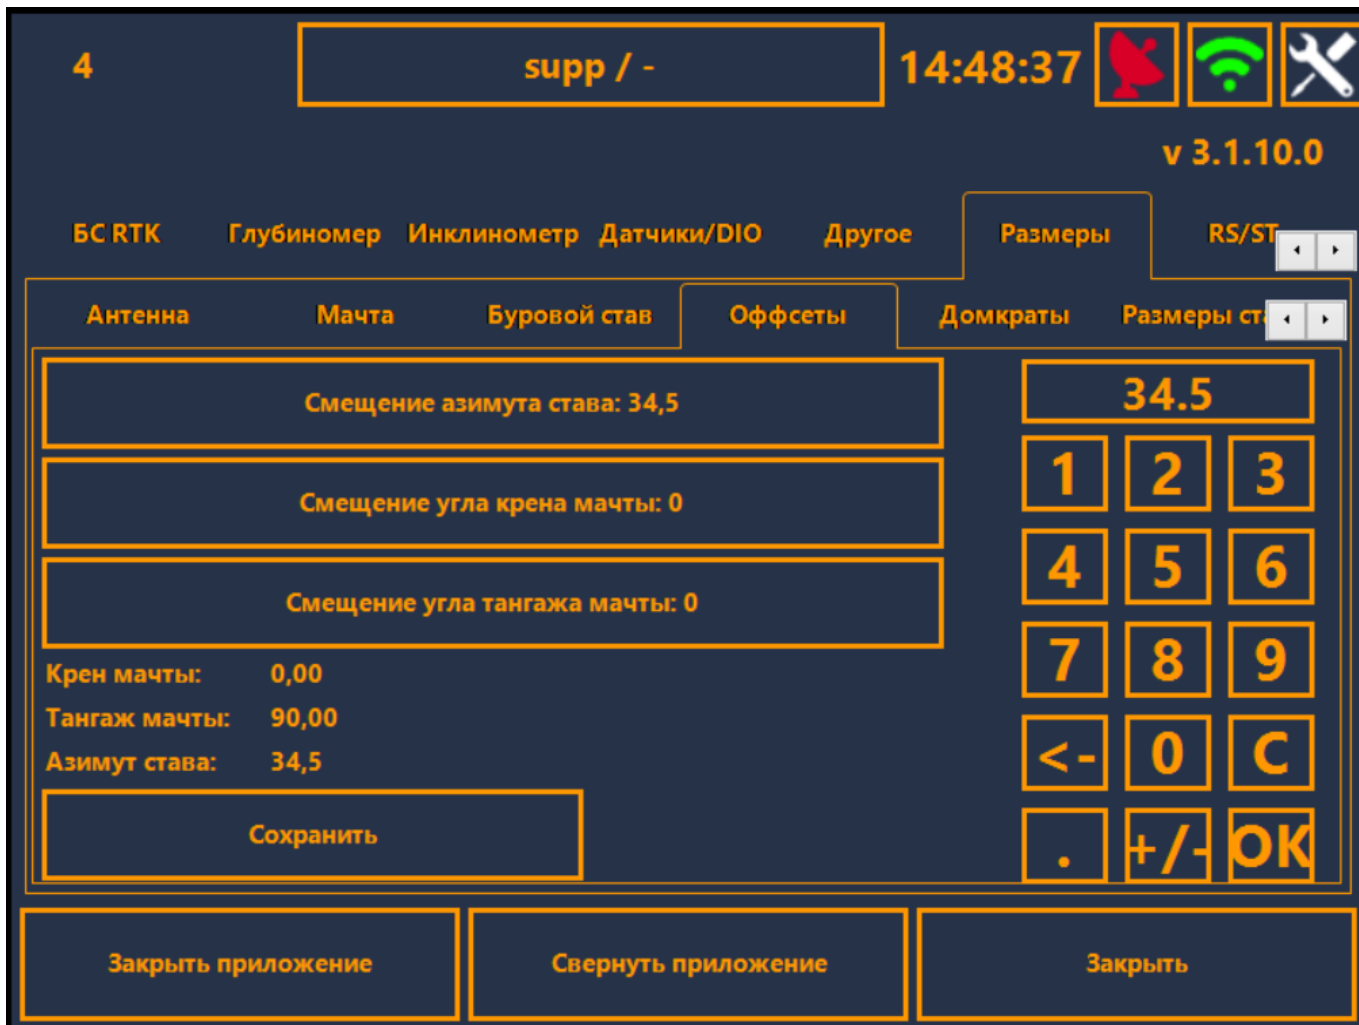 4 supp / - 14:48:37
v 3.1.10.0
БС RTK Глубиномер Инклинометр Датчики/DIO Другое Размеры RS/ST
Антенна Мачта Буровой став Оффсеты Домкраты Размеры ст
Смещение азимута става: 34,5
34.5
1 2 3
Смещение угла крена мачты: 0
4 5 6
Смещение угла тангажа мачты: 0
7 8 9
Крен мачты: 0,00
Тангаж мачты: 90,00
Азимут става: 34,5
<- 0 C
Сохранить
. +/- OK
Закрыть приложение Свернуть приложение Закрыть